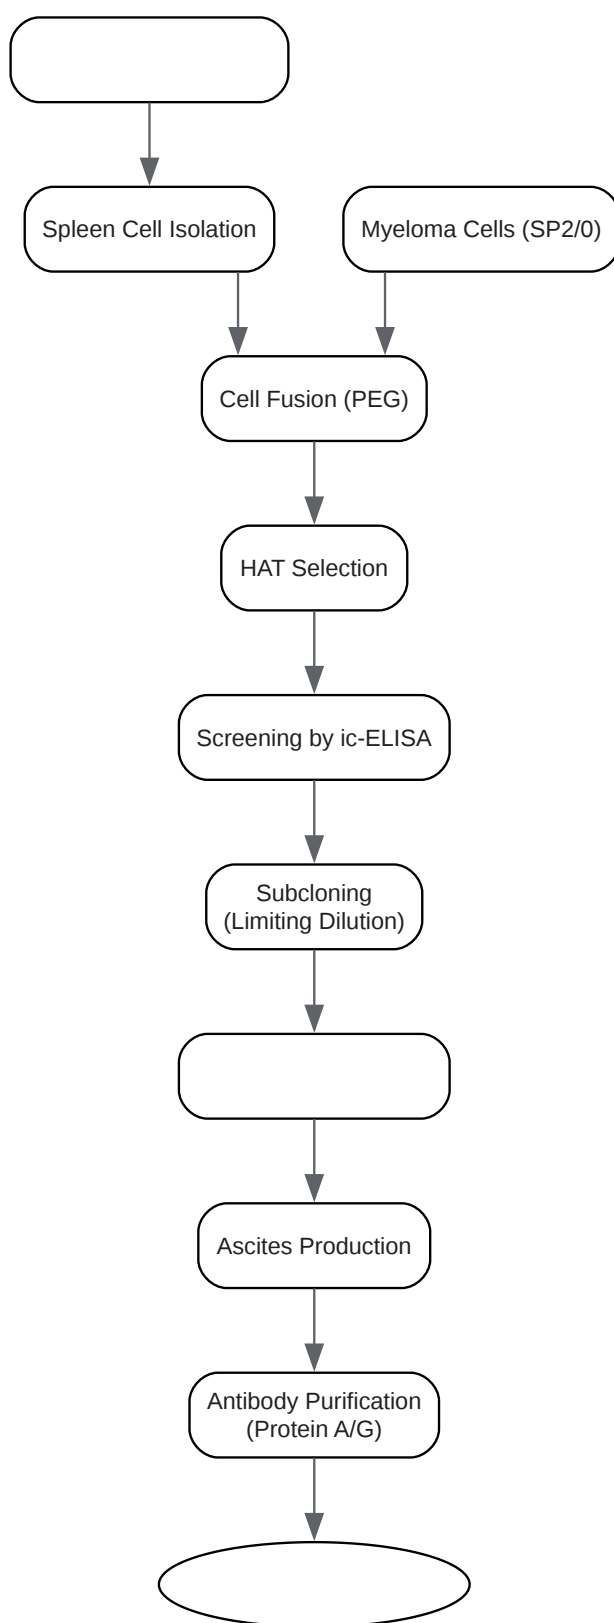 Spleen Cell Isolation
Myeloma Cells (SP2/0)
Cell Fusion (PEG)
HAT Selection
Screening by ic-ELISA
Subcloning
(Limiting Dilution)
Ascites Production
Antibody Purification
(Protein A/G)